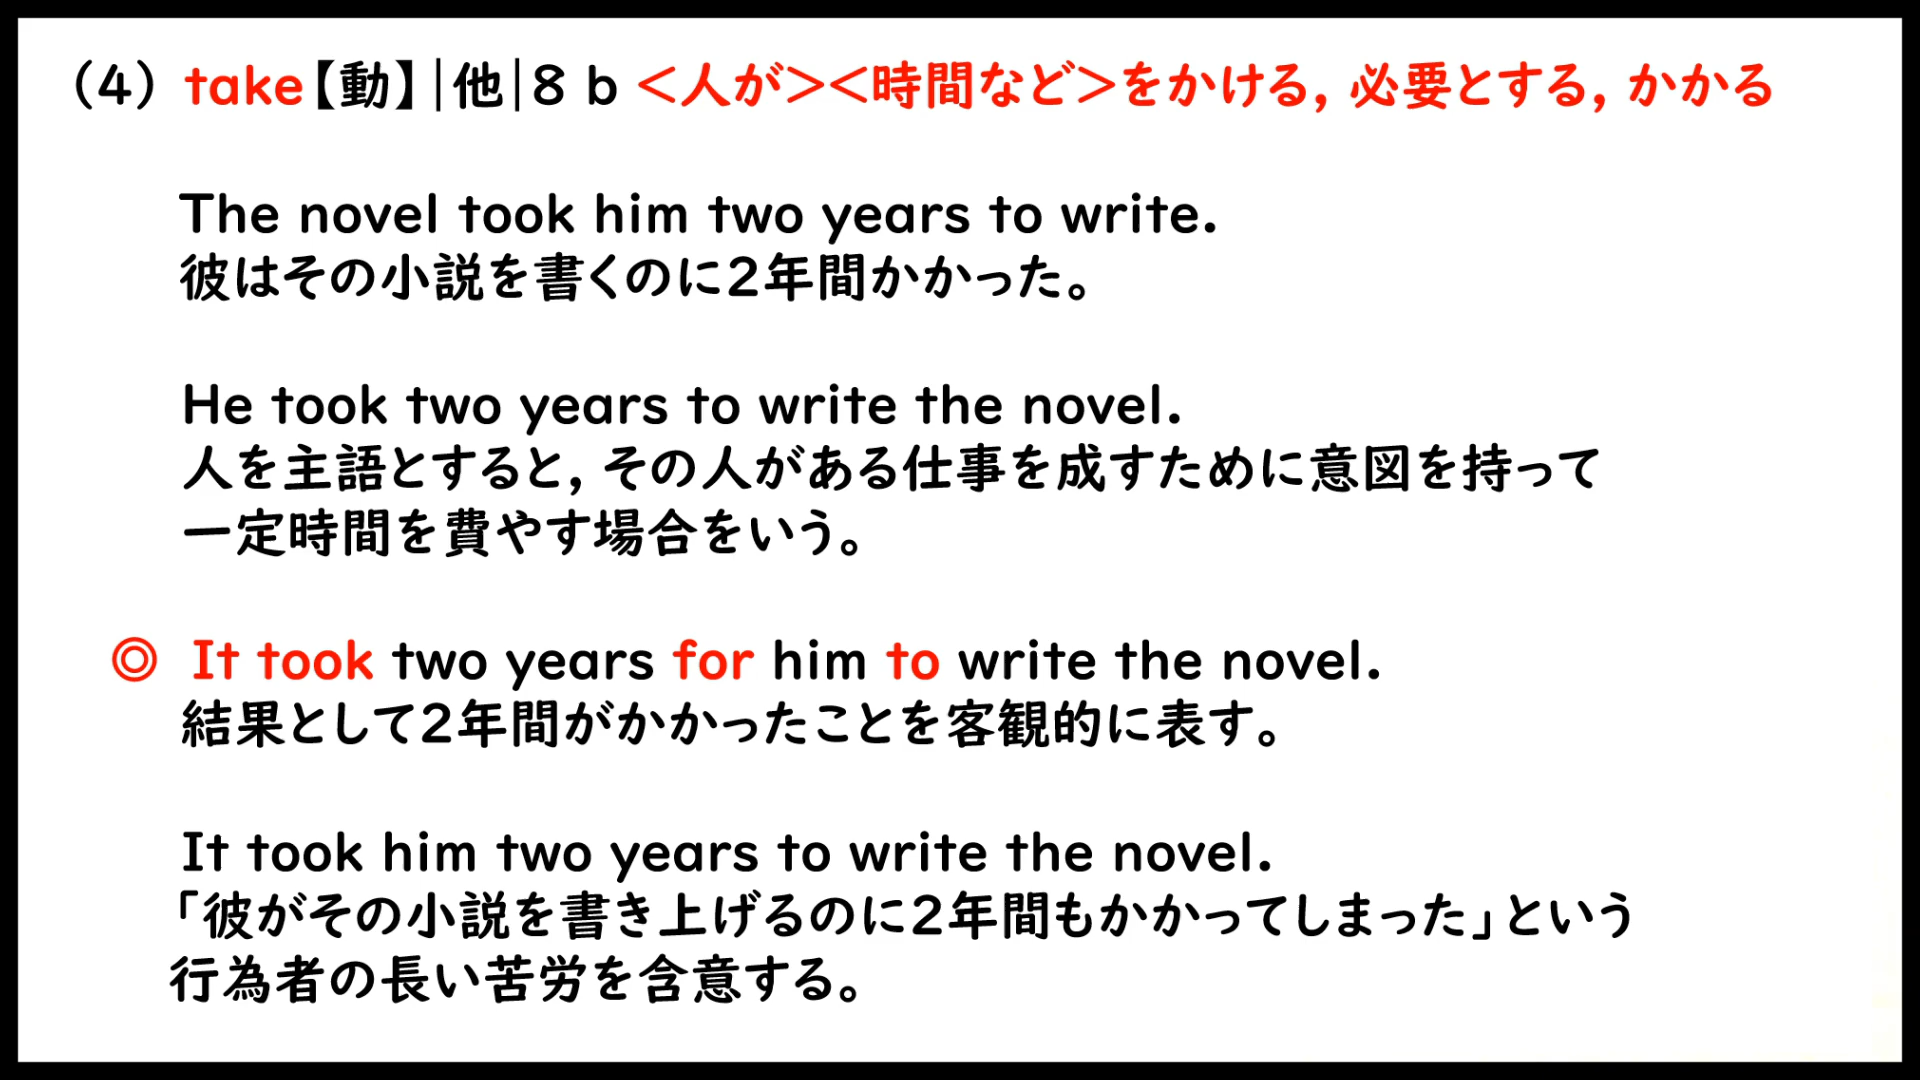 (4) take【動】|他|8 b <人が><時間など>をかける, 必要とする, かかる
The novel took him two years to write.
彼はその小説を書くのに2年間かかった。
He took two years to write the novel.
人を主語とすると, その人がある仕事を成すために意図を持って
一定時間を費やす場合をいう。
◎ It took two years for him to write the novel.
結果として2年間がかかったことを客観的に表す。
It took him two years to write the novel.
「彼がその小説を書き上げるのに2年間もかかってしまった」という
行為者の長い苦労を含意する。